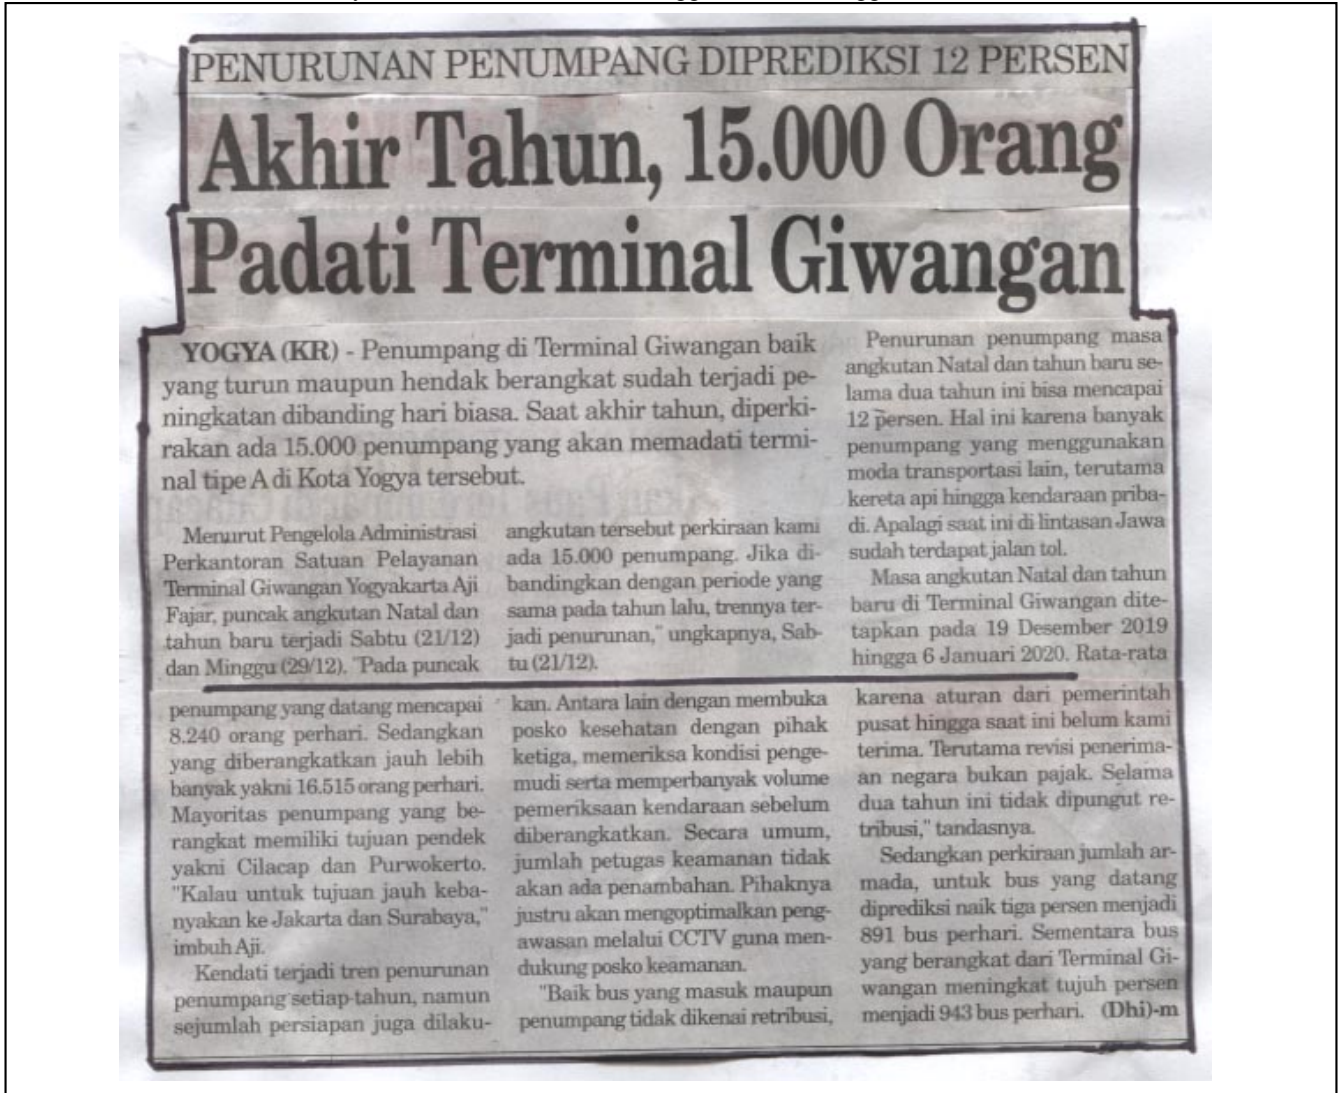 PENURUNAN PENUMPANG DIPREDIKSI 12 PERSEN
Akhir Tahun, 15.000 Orang
Padati Terminal Giwangan
YOGYA (KR) - Penumpang di Terminal Giwangan baik
yang turun maupun hendak berangkat sudah terjadi pe-
ningkatan dibanding hari biasa. Saat akhir tahun, diperki-
rakan ada 15.000 penumpang yang akan memadati termi-
nal tipe A di Kota Yogya tersebut.
Menurut Pengelola Administrasi
Perkantoran Satuan Pelayanan
Terminal Giwangan Yogyakarta Aji
Fajar, puncak angkutan Natal dan
tahun baru terjadi Sabtu (21/12)
dan Minggu (29/12). "Pada puncak
angkutan tersebut perkiraan kami
ada 15.000 penumpang. Jika di-
bandingkan dengan periode yang
sama pada tahun lalu, trennya ter-
jadi penurunan," ungkapnya, Sab-
tu (21/12).
Penurunan penumpang masa
angkutan Natal dan tahun baru se-
lama dua tahun ini bisa mencapai
12 persen. Hal ini karena banyak
penumpang yang menggunakan
moda transportasi lain, terutama
kereta api hingga kendaraan priba-
di. Apalagi saat ini di lintasan Jawa
sudah terdapat jalan tol.
Masa angkutan Natal dan tahun
baru di Terminal Giwangan dite-
tapkan pada 19 Desember 2019
hingga 6 Januari 2020. Rata-rata
penumpang yang datang mencapai
8.240 orang perhari. Sedangkan
yang diberangkatkan jauh lebih
banyak yakni 16.515 orang perhari.
Mayoritas penumpang yang be-
rangkat memiliki tujuan pendek
yakni Cilacap dan Purwokerto.
"Kalau untuk tujuan jauh keba-
nyakan ke Jakarta dan Surabaya,"
imbuh Aji.
Kendati terjadi tren penurunan
penumpang setiap tahun, namun
sejumlah persiapan juga dilaku-
kan. Antara lain dengan membuka
posko kesehatan dengan pihak
ketiga, memeriksa kondisi penge-
mudi serta memperbanyak volume
pemeriksaan kendaraan sebelum
diberangkatkan. Secara umum,
jumlah petugas keamanan tidak
akan ada penambahan. Pihaknya
justru akan mengoptimalkan peng-
awasan melalui CCTV guna men-
dukung posko keamanan.
"Baik bus yang masuk maupun
penumpang tidak dikenai retribusi,
karena aturan dari pemerintah
pusat hingga saat ini belum kami
terima. Terutama revisi penerima-
an negara bukan pajak. Selama
dua tahun ini tidak dipungut re-
tribusi," tandasnya.
Sedangkan perkiraan jumlah ar-
mada, untuk bus yang datang
diprediksi naik tiga persen menjadi
891 bus perhari. Sementara bus
yang berangkat dari Terminal Gi-
wangan meningkat tujuh persen
menjadi 943 bus perhari. (Dhi)-m